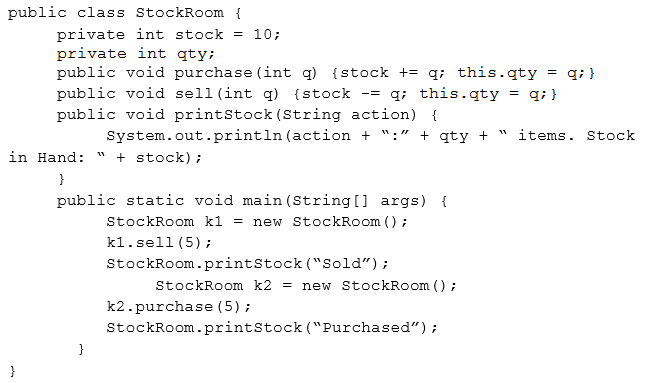 public class StockRoom {
private int stock = 10;
private int qty;
public void purchase(int q) {stock += q; this.qty = q;}
public void sell(int q) {stock -= q; this.qty = q;}
public void printStock(String action) {
System.out.println(action + “:” + qty + “ items. Stock
in Hand: “ + stock);
}
public static void main(String[] args) {
StockRoom k1 = new StockRoom();
k1.sell(5);
StockRoom.printStock(“Sold”);
StockRoom k2 = new StockRoom();
k2.purchase(5);
StockRoom.printStock(“Purchased”);
}
}